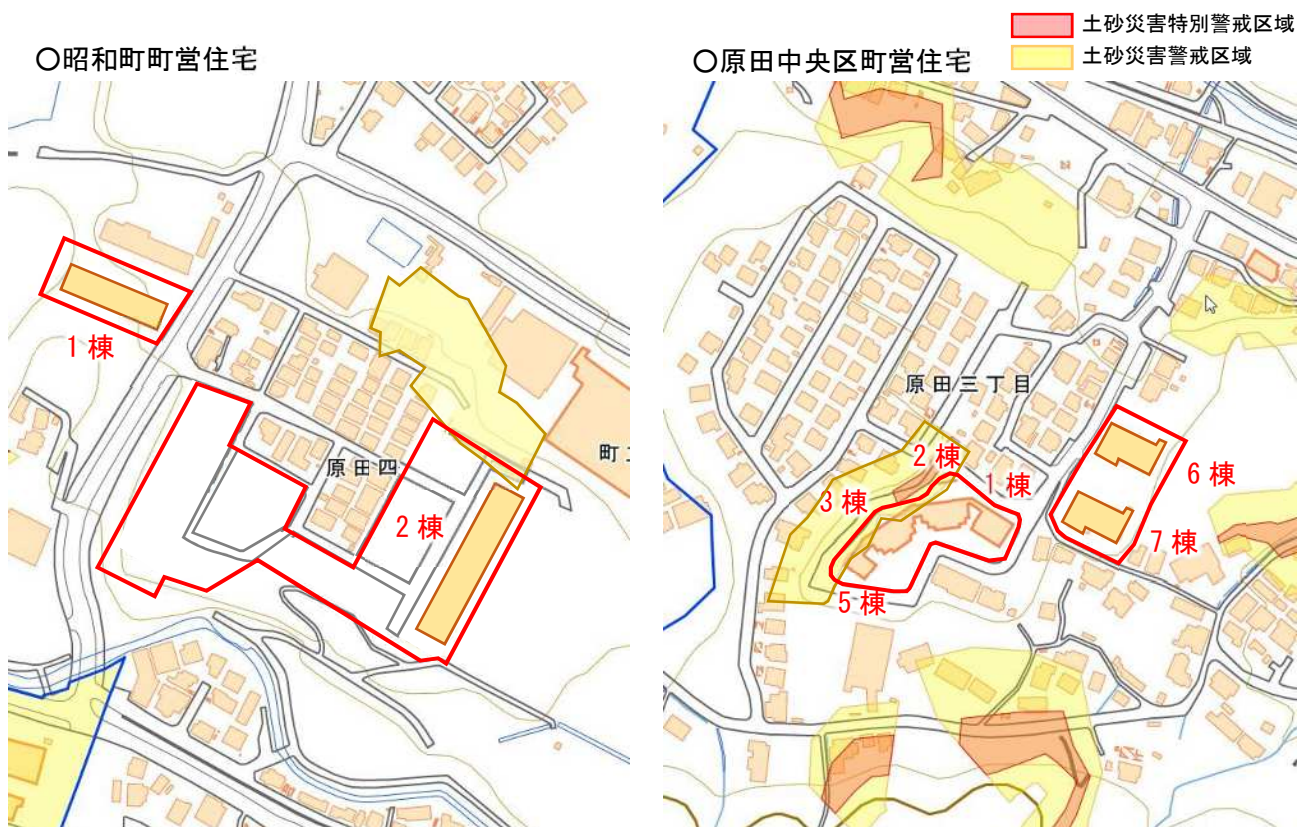 土砂災害特別警戒区域
土砂災害警戒区域
〇昭和町町営住宅
〇原田中央区町営住宅
1棟
原田四
2棟
町
原田三丁目
2棟
1棟
3棟
6棟
7棟
5棟